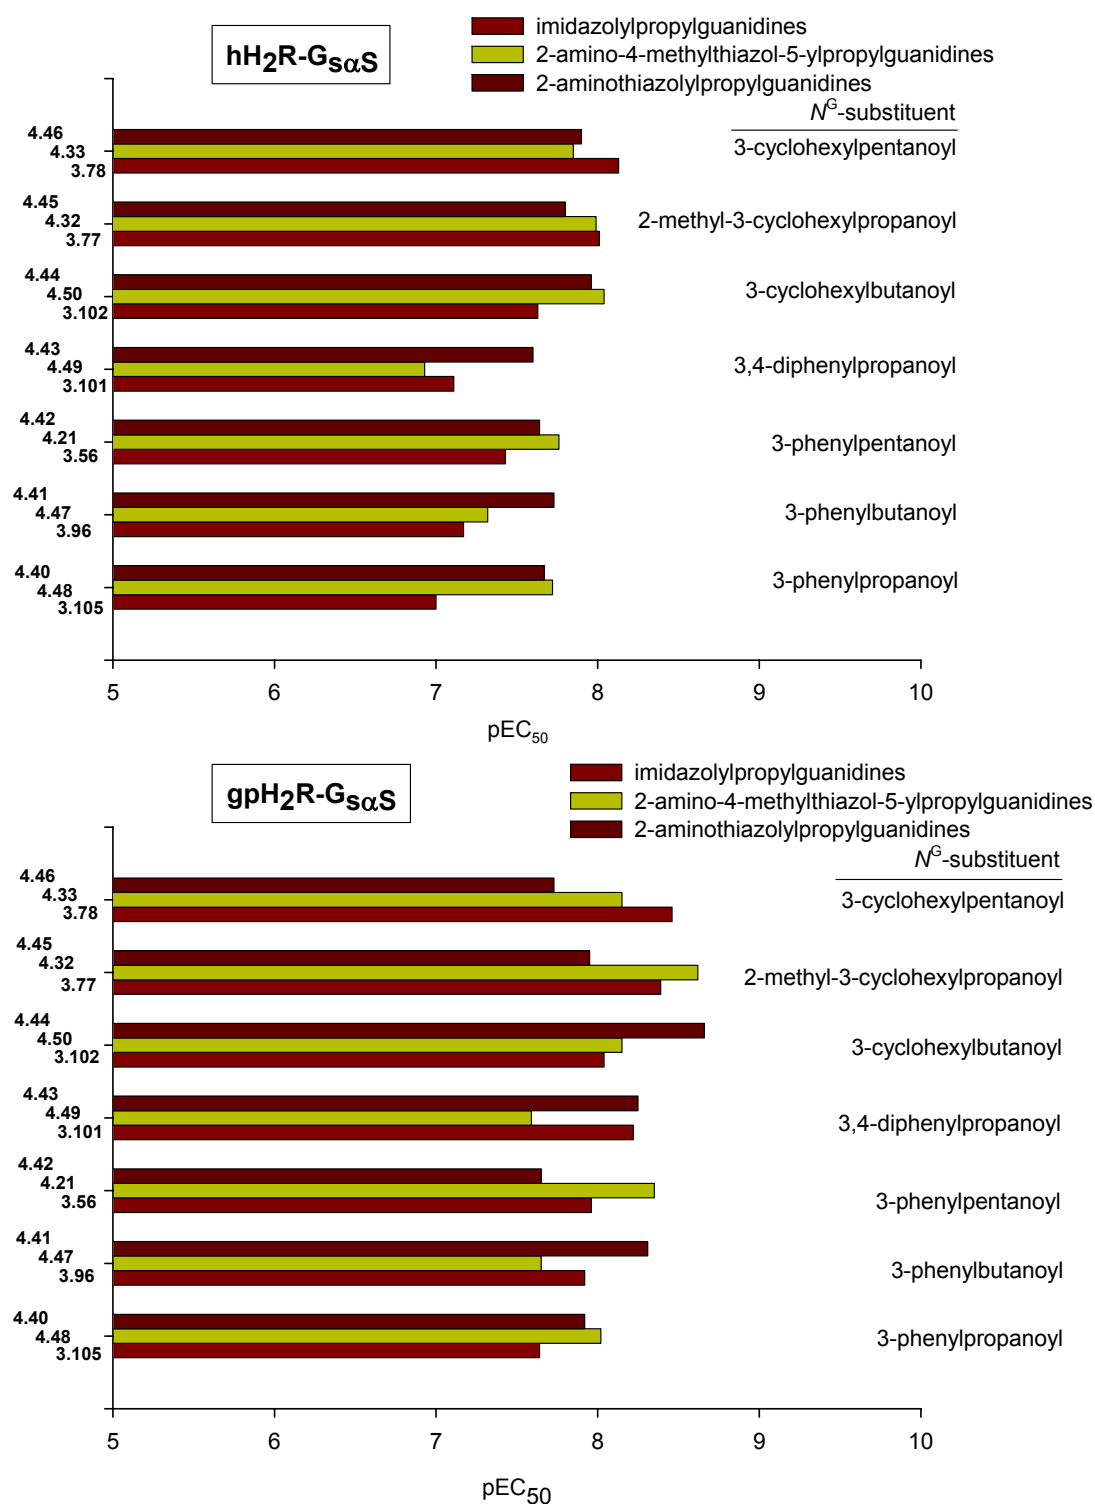 hH2R-GsαS
imidazolylpropylguanidines
2-amino-4-methylthiazol-5-ylpropylguanidines
2-aminothiazolylpropylguanidines
NG-substituent
4.46
4.33
3.78
3-cyclohexylpentanoyl
4.45
4.32
3.77
2-methyl-3-cyclohexylpropanoyl
4.44
4.50
3.102
3-cyclohexylbutanoyl
4.43
4.49
3.101
3,4-diphenylpropanoyl
4.42
4.21
3.56
3-phenylpentanoyl
4.41
4.47
3.96
3-phenylbutanoyl
4.40
4.48
3.105
3-phenylpropanoyl
5 6 7 8 9 10
pEC50
gpH2R-GsαS
imidazolylpropylguanidines
2-amino-4-methylthiazol-5-ylpropylguanidines
2-aminothiazolylpropylguanidines
NG-substituent
4.46
4.33
3.78
3-cyclohexylpentanoyl
4.45
4.32
3.77
2-methyl-3-cyclohexylpropanoyl
4.44
4.50
3.102
3-cyclohexylbutanoyl
4.43
4.49
3.101
3,4-diphenylpropanoyl
4.42
4.21
3.56
3-phenylpentanoyl
4.41
4.47
3.96
3-phenylbutanoyl
4.40
4.48
3.105
3-phenylpropanoyl
5 6 7 8 9 10
pEC50